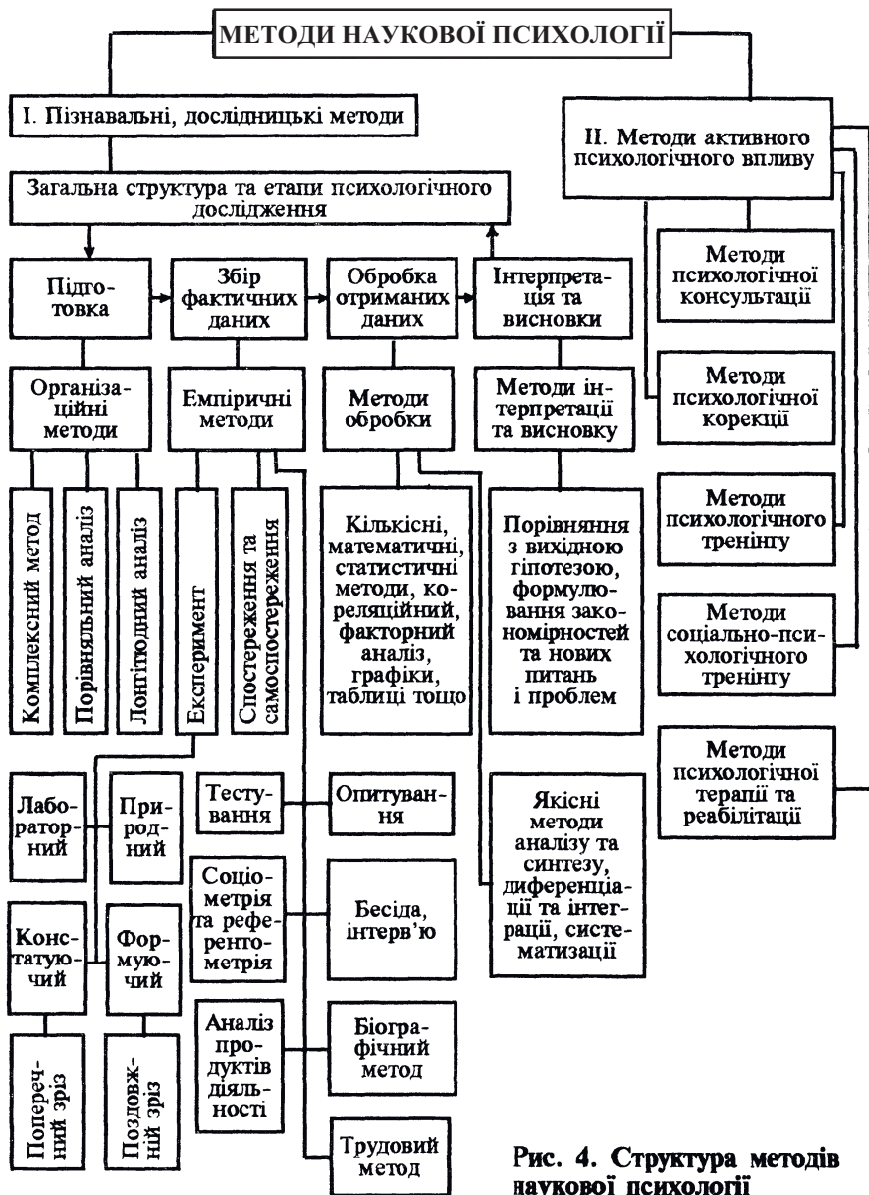 МЕТОДИ НАУКОВОЇ ПСИХОЛОГІЇ
І. Пізнавальні, дослідницькі методи
Загальна структура та етапи психологічного
дослідження
Підго-
товка
Збір
фактичних
даних
Обробка
отриманих
даних
Інтерпрета-
ція та
висновки
Організа-
ційні
методи
Емпіричні
методи
Методи
обробки
Методи ін-
терпретації
та висновку
Комплексний метод
Порівняльний аналіз
Лонгітюдний аналіз
Експеримент
Спостереження та
самоспостереження
Кількісні,
математичні,
статистичні
методи, ко-
реляційний,
факторний
аналіз,
графіки,
таблиці тощо
Порівняння
з вихідною
гіпотезою,
формулю-
вання зако-
номірностей
та нових
питань
і проблем
Лабо-
раторний
При-
родний
Конс-
татую-
чий
Фор-
мую-
чий
Попереч-
ний зріз
Поздовж-
ній зріз
Тесту-
вання
Опитуван-
ня
Соціо-
метрія
та рефе-
ренто-
метрія
Бесіда,
інтерв’ю
Аналіз
про-
дуктів
діяль-
ності
Біогра-
фічний
метод
Трудовий
метод
Якісні
методи
аналізу та
синтезу,
диференціа-
ції та інтег-
рації, систе-
матизації
ІІ. Методи активного
психологічного впливу
Методи
психологічної
консультації
Методи
психологічної
корекції
Методи
психологічного
тренінгу
Методи
соціально-пси-
хологічного
тренінгу
Методи
психологічної
терапії та
реабілітації
Рис. 4. Структура методів
наукової психології